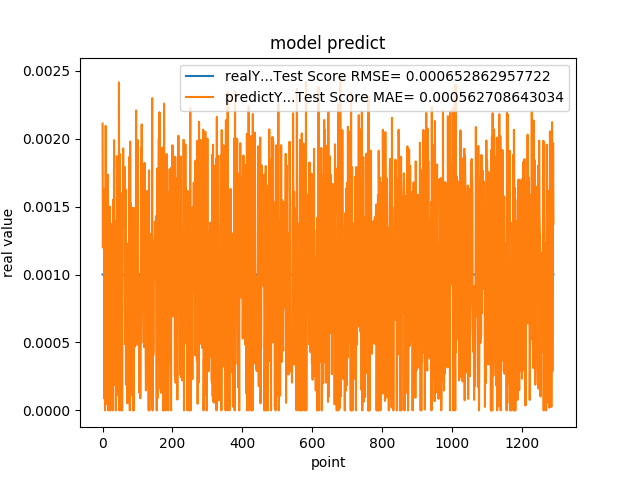 model predict
realY...Test Score RMSE= 0.000652862957722
predictY...Test Score MAE= 0.000562708643034
0.0025
0.0020
0.0015
0.0010
0.0005
0.0000
real value
0 200 400 600 800 1000 1200
point